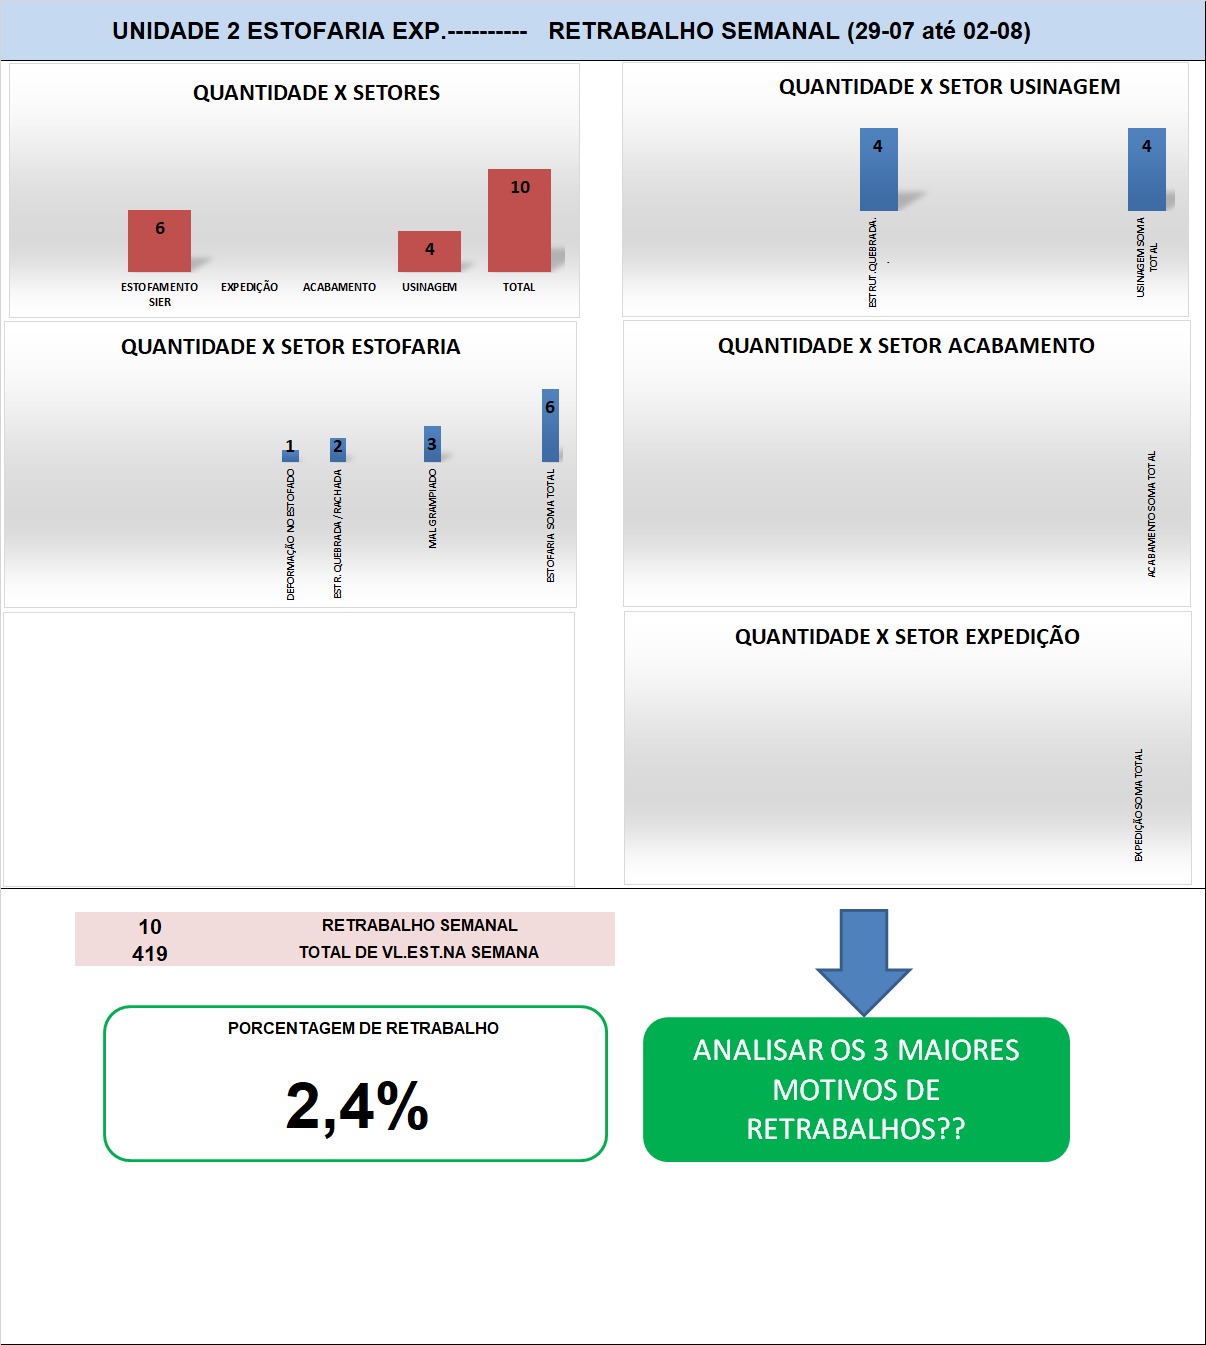 UNIDADE 2 ESTOFARIA EXP.---------- RETRABALHO SEMANAL (29-07 até 02-08)
QUANTIDADE X SETORES
6
4
10
ESTOFAMENTO
SIER
EXPEDIÇÃO
ACABAMENTO
USINAGEM
TOTAL
QUANTIDADE X SETOR USINAGEM
4
4
ESTRUT.QUEBRADA.
.
USINAGEM SOMA
TOTAL
QUANTIDADE X SETOR ESTOFARIA
1
2
3
6
DEFORMAÇÃO NO ESTOFADO
ESTR. QUEBRADA / RACHADA
MAL GRAMPIADO
ESTOFARIA SOMA TOTAL
QUANTIDADE X SETOR ACABAMENTO
ACABAMENTO SOMA TOTAL
QUANTIDADE X SETOR EXPEDIÇÃO
EXPEDIÇÃO SOMA TOTAL
10 RETRABALHO SEMANAL
419 TOTAL DE VL.EST.NA SEMANA
PORCENTAGEM DE RETRABALHO
2,4%
ANALISAR OS 3 MAIORES
MOTIVOS DE
RETRABALHOS??